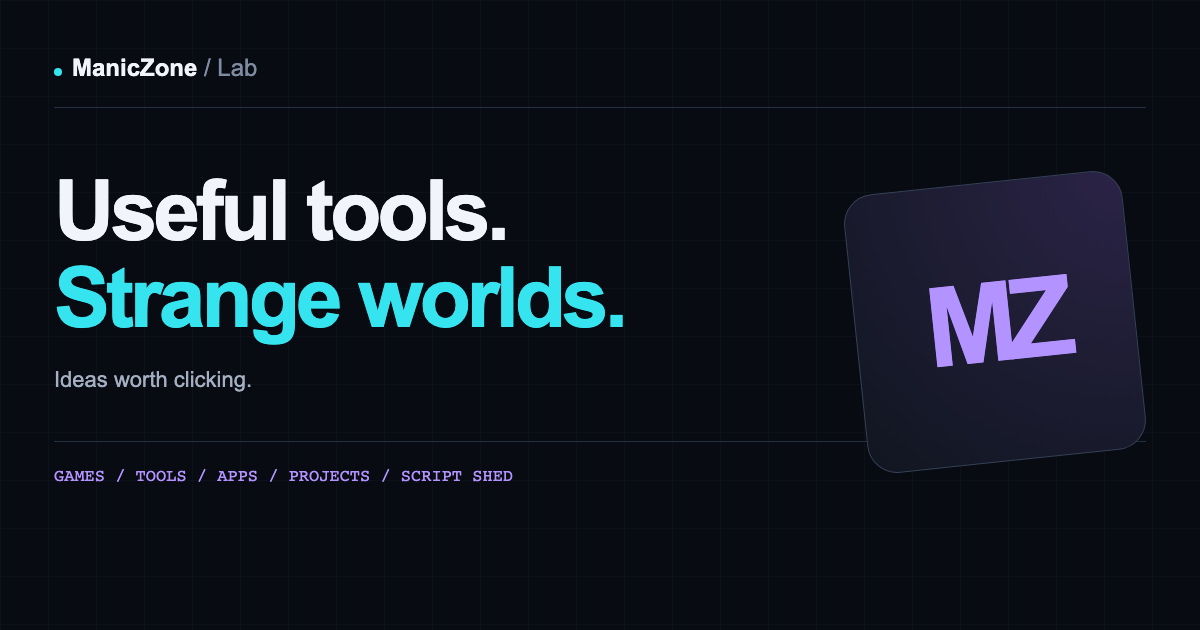 ManicZone / Lab
Useful tools.
Strange worlds.
Ideas worth clicking.
MZ
GAMES / TOOLS / APPS / PROJECTS / SCRIPT SHED